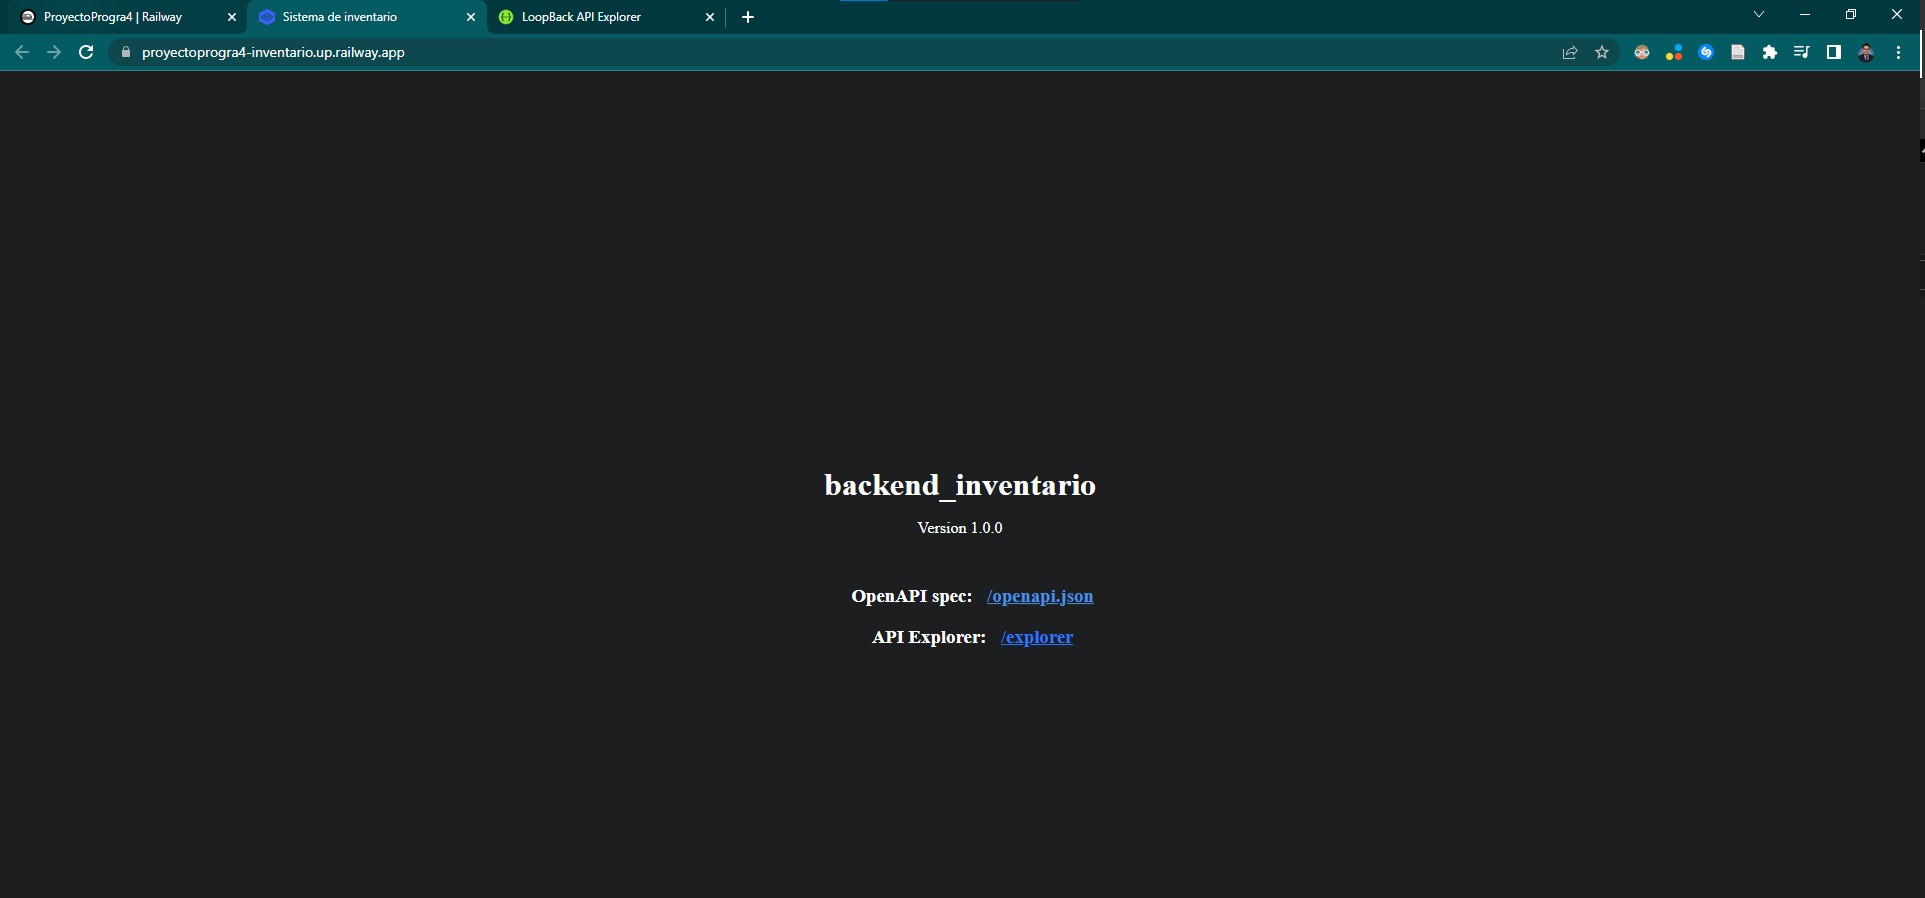 ProyectoProgra4 | Railway
Sistema de inventario
LoopBack API Explorer
proyectoprogra4-inventario.up.railway.app
backend_inventario
Version 1.0.0
OpenAPI spec: /openapi.json
API Explorer: /explorer